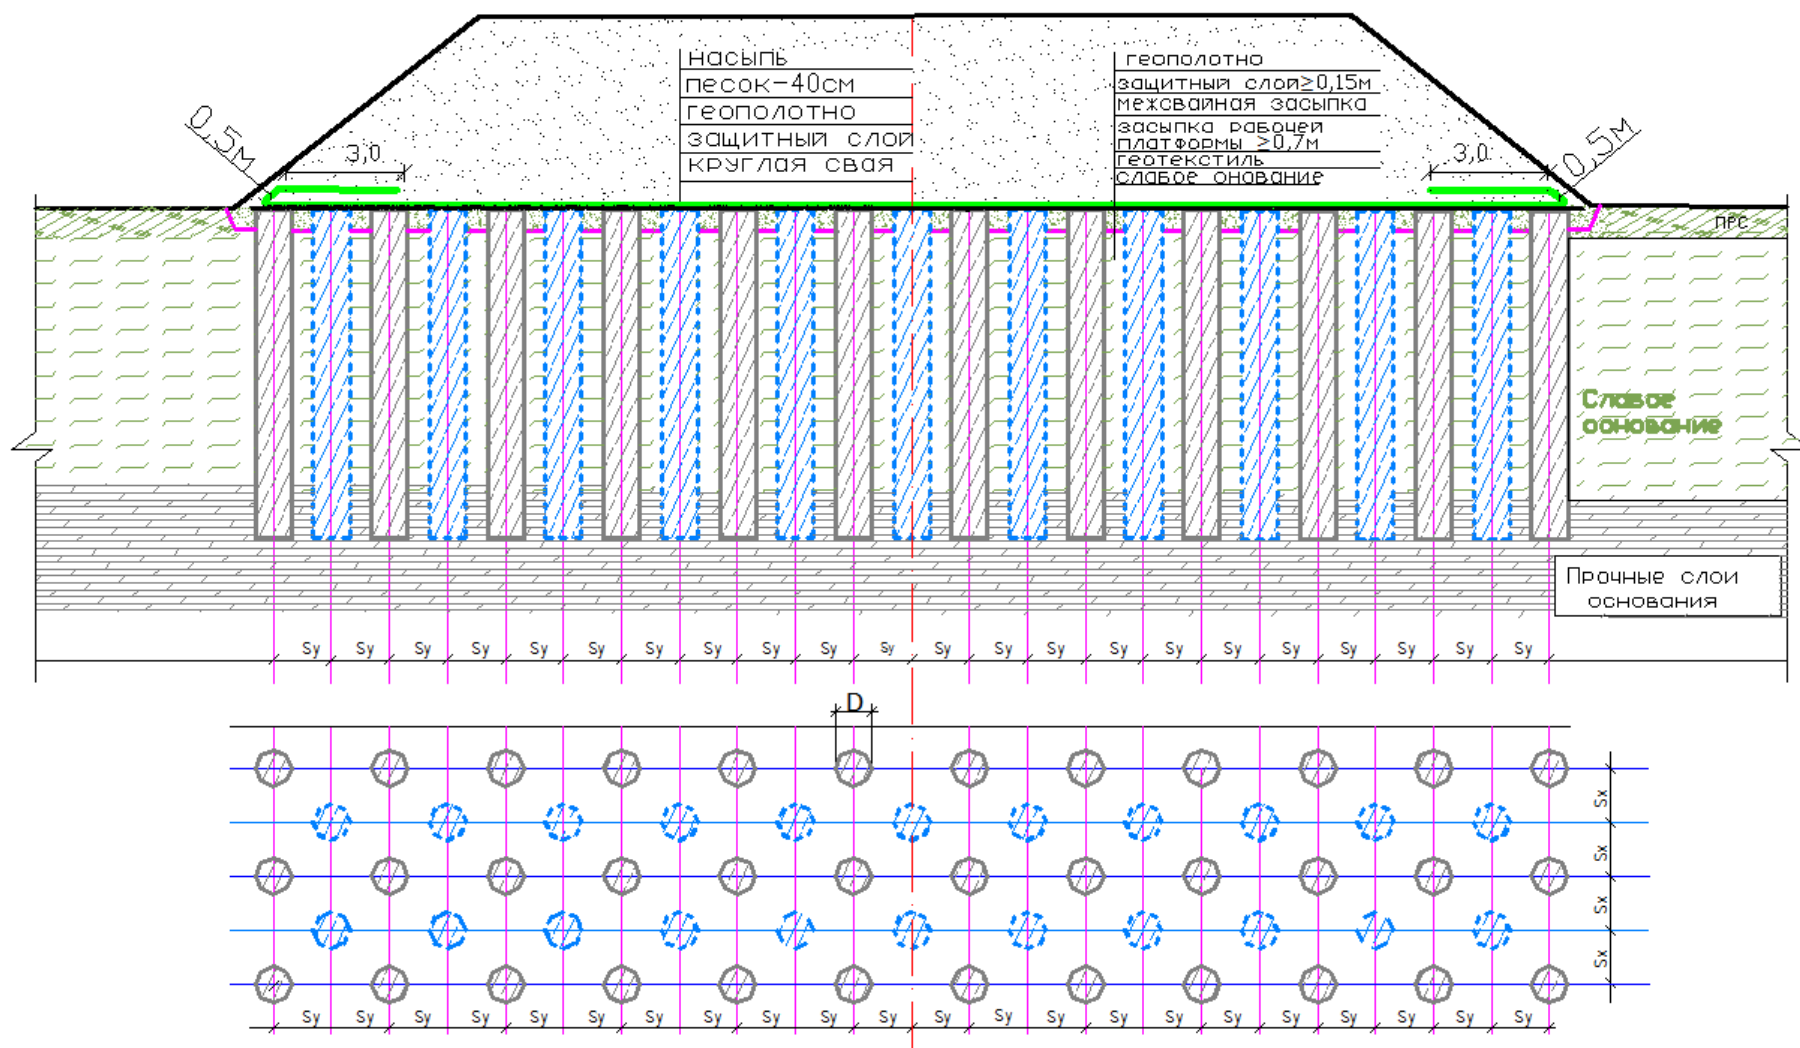 насыпь
песок-40см
геополотно
защитный слой
круглая свая
геополотно
защитный слой≥0,15м
межсвайная засыпка
засыпка рабочей
платформы ≥0,7м
геотекстиль
слабое онование
0,5м
3,0
3,0
0,5м
ПРС
Слабое
основание
Прочные слои
основания
Sy Sy Sy Sy Sy Sy Sy Sy Sy Sy Sy Sy Sy Sy Sy Sy Sy Sy Sy Sy Sy Sy
D
Sx
Sx
Sx
Sx
Sy Sy Sy Sy Sy Sy Sy Sy Sy Sy Sy Sy Sy Sy Sy Sy Sy Sy Sy Sy Sy Sy